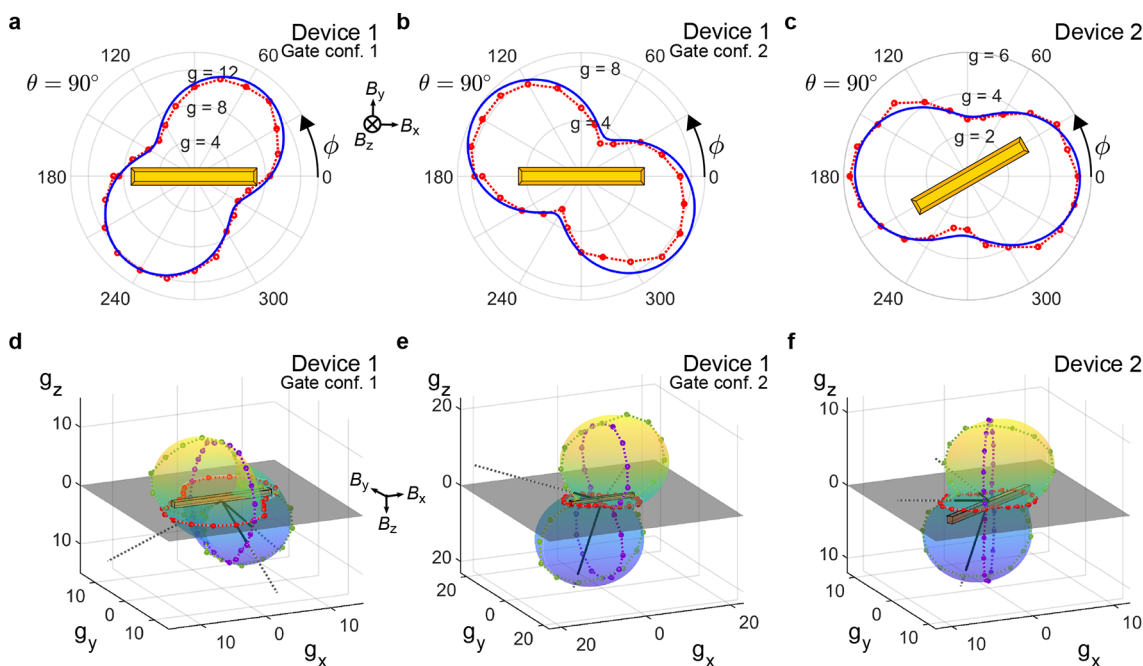 a
Device 1
Gate conf. 1
θ = 90°
120
60
g = 12
g = 8
g = 4
180
0
ϕ
240
300
B_y
B_x
B_z
b
Device 1
Gate conf. 2
θ = 90°
120
g = 8
g = 4
180
0
ϕ
240
300
c
Device 2
θ = 90°
120
60
g = 6
g = 4
g = 2
180
0
ϕ
240
300
d
Device 1
Gate conf. 1
g_z
10
0
10
10
0
10
g_y
10
0
10
g_x
B_y
B_x
B_z
e
Device 1
Gate conf. 2
g_z
20
0
20
20
0
20
g_y
20
0
20
g_x
f
Device 2
g_z
10
0
10
10
0
10
g_y
10
0
10
g_x